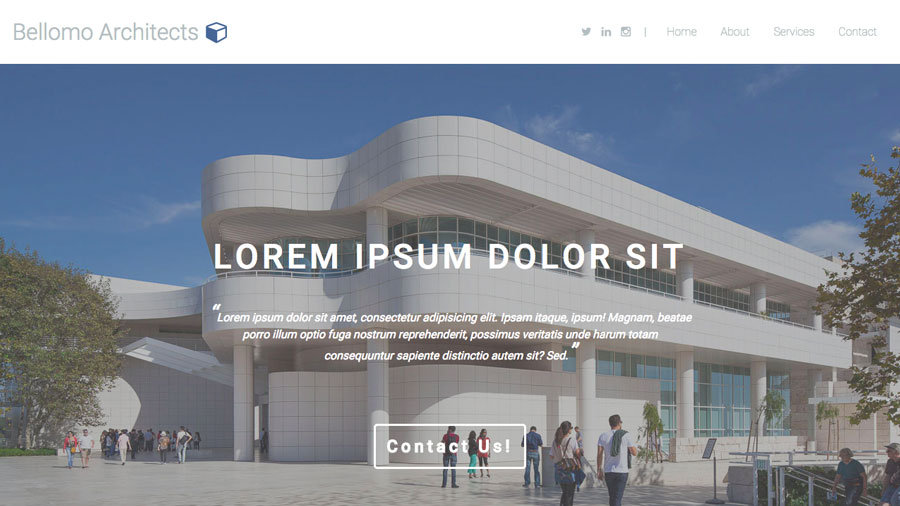 Bellomo Architects
| Home About Services Contact
LOREM IPSUM DOLOR SIT
“Lorem ipsum dolor sit amet, consectetur adipisicing elit. Ipsam itaque, ipsum! Magnam, beatae
porro illum optio fuga nostrum reprehenderit, possimus veritatis unde harum totam
consequuntur sapiente distinctio autem sit? Sed.”
Contact Us!